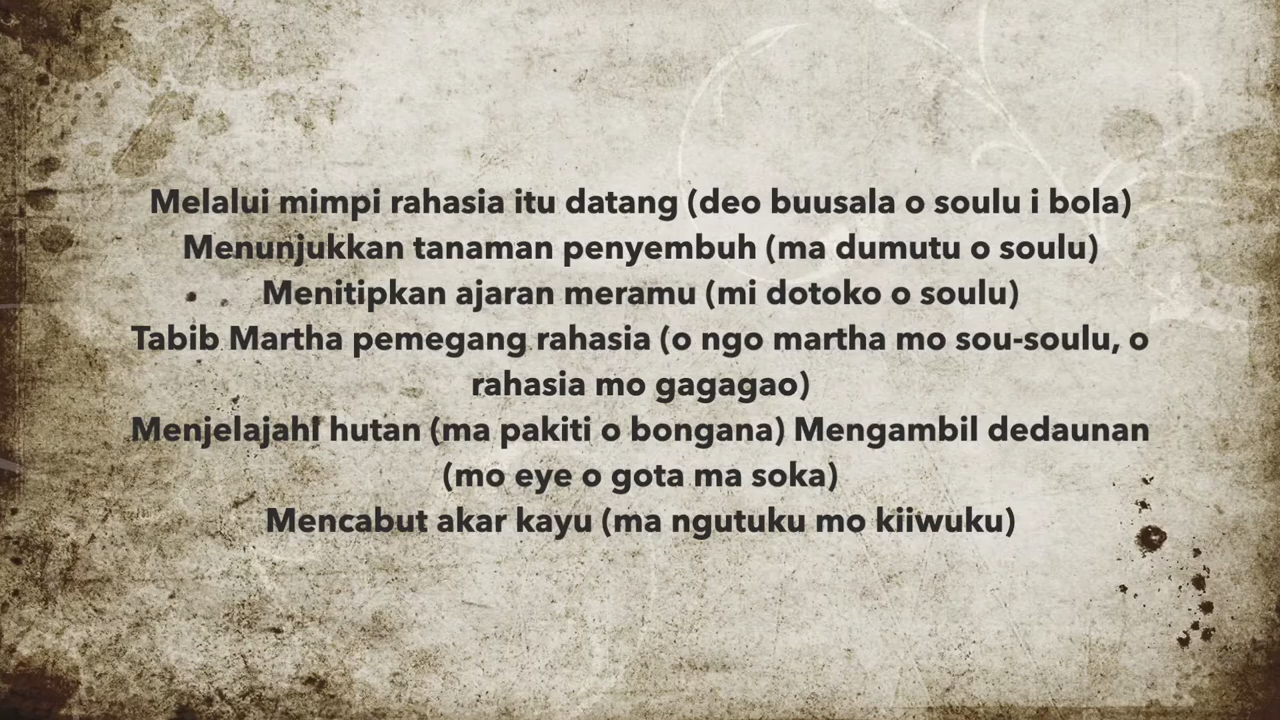 Melalui mimpi rahasia itu datang (deo buusala o soulu i bola)
Menunjukkan tanaman penyembuh (ma dumutu o soulu)
Menitipkan ajaran meramu (mi dotoko o soulu)
Tabib Martha pemegang rahasia (o ngo martha mo sou-soulu, o
rahasia mo gagagao)
Menjelajahi hutan (ma pakiti o bongana) Mengambil dedaunan
(mo eye o gota ma soka)
Mencabut akar kayu (ma ngutuku mo kiiwuku)